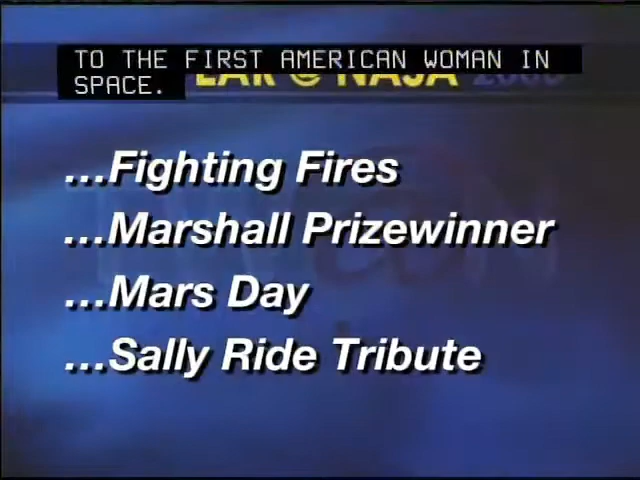 TO THE FIRST AMERICAN WOMAN IN
SPACE.
...Fighting Fires
...Marshall Prizewinner
...Mars Day
...Sally Ride Tribute